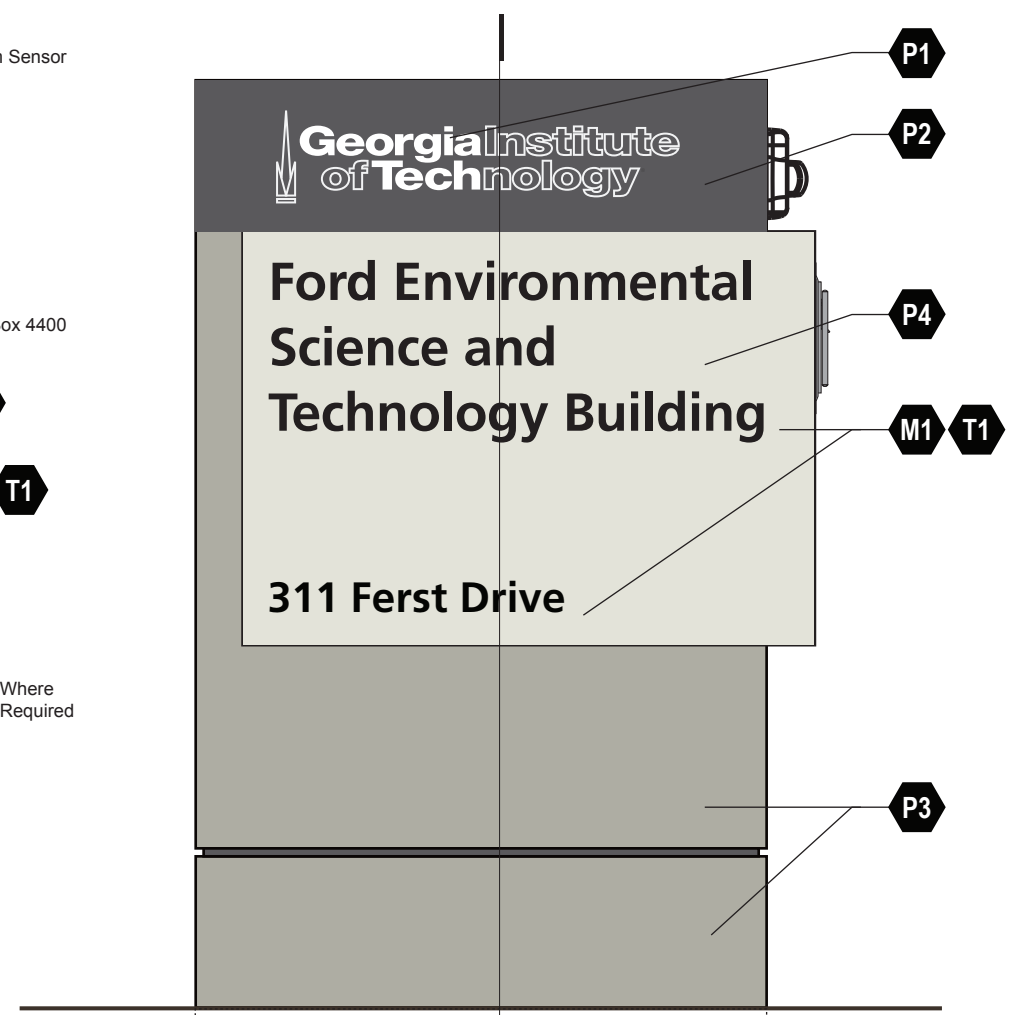 Sensor
P1
Georgia Institute
of Technology
P2
Ford Environmental
Science and
Technology Building
ox 4400
P4
M1 T1
T1
311 Ferst Drive
Where
Required
P3